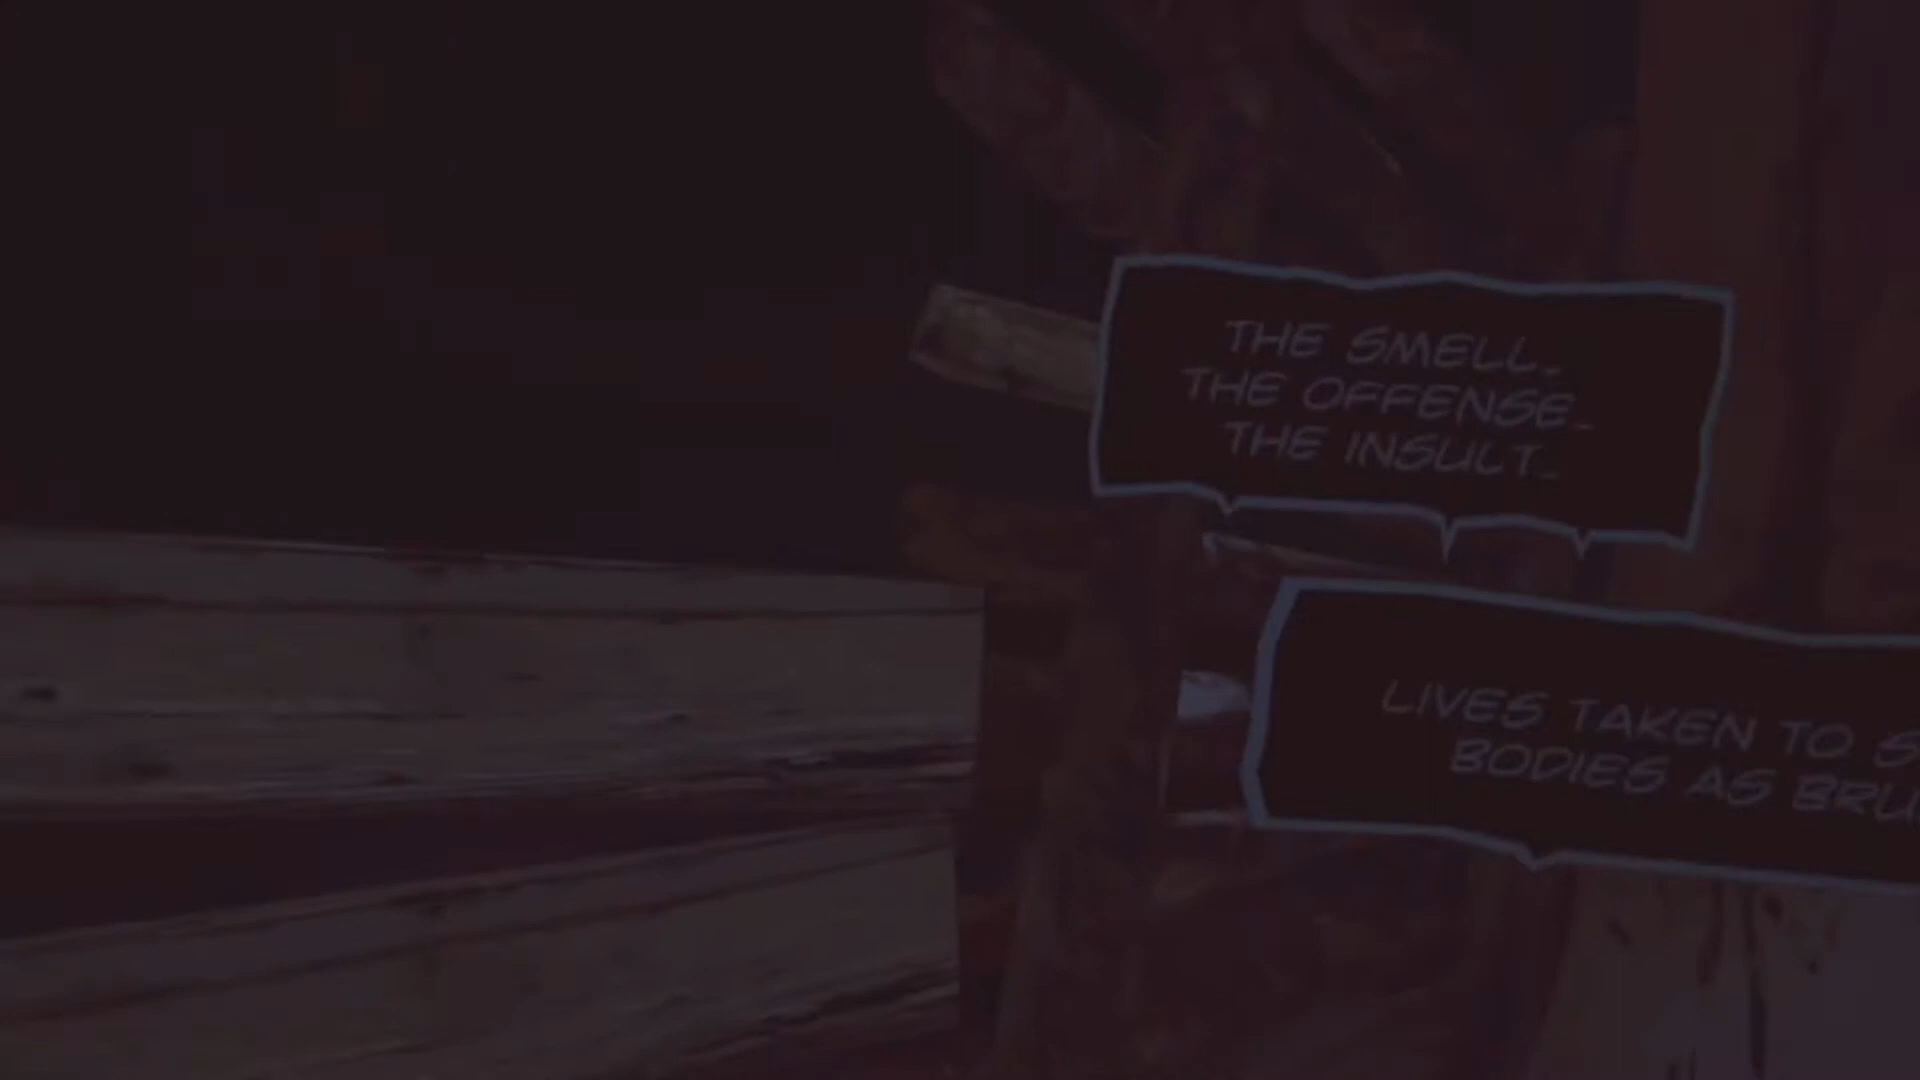 THE SMELL...
THE OFFENSE...
THE INSULT...
LIVES TAKEN TO
BODIES AS